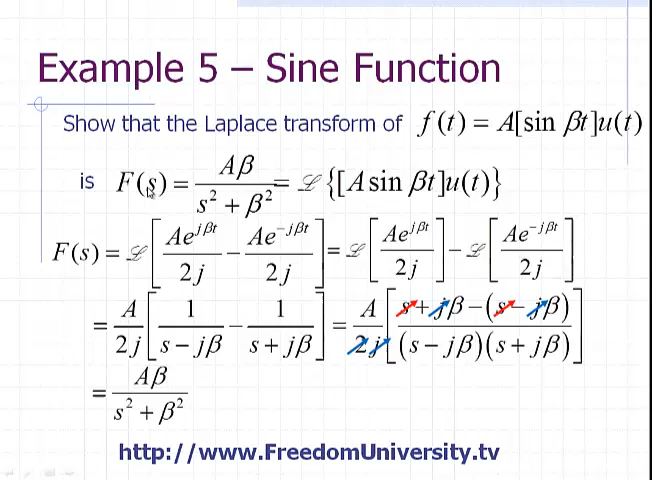 Example 5 – Sine Function
Show that the Laplace transform of f(t) = A[sin βt]u(t)
is F(s) = Aβ / (s² + β²) = ℒ{[A sin βt]u(t)}
F(s) = ℒ[Ae^{jβt} / 2j − Ae^{−jβt} / 2j] = ℒ[Ae^{jβt} / 2j] − ℒ[Ae^{−jβt} / 2j]
= A / 2j [1 / (s − jβ) − 1 / (s + jβ)] = A / 2j [(s + jβ − (s − jβ)) / ((s − jβ)(s + jβ))]
= Aβ / (s² + β²)
http://www.FreedomUniversity.tv